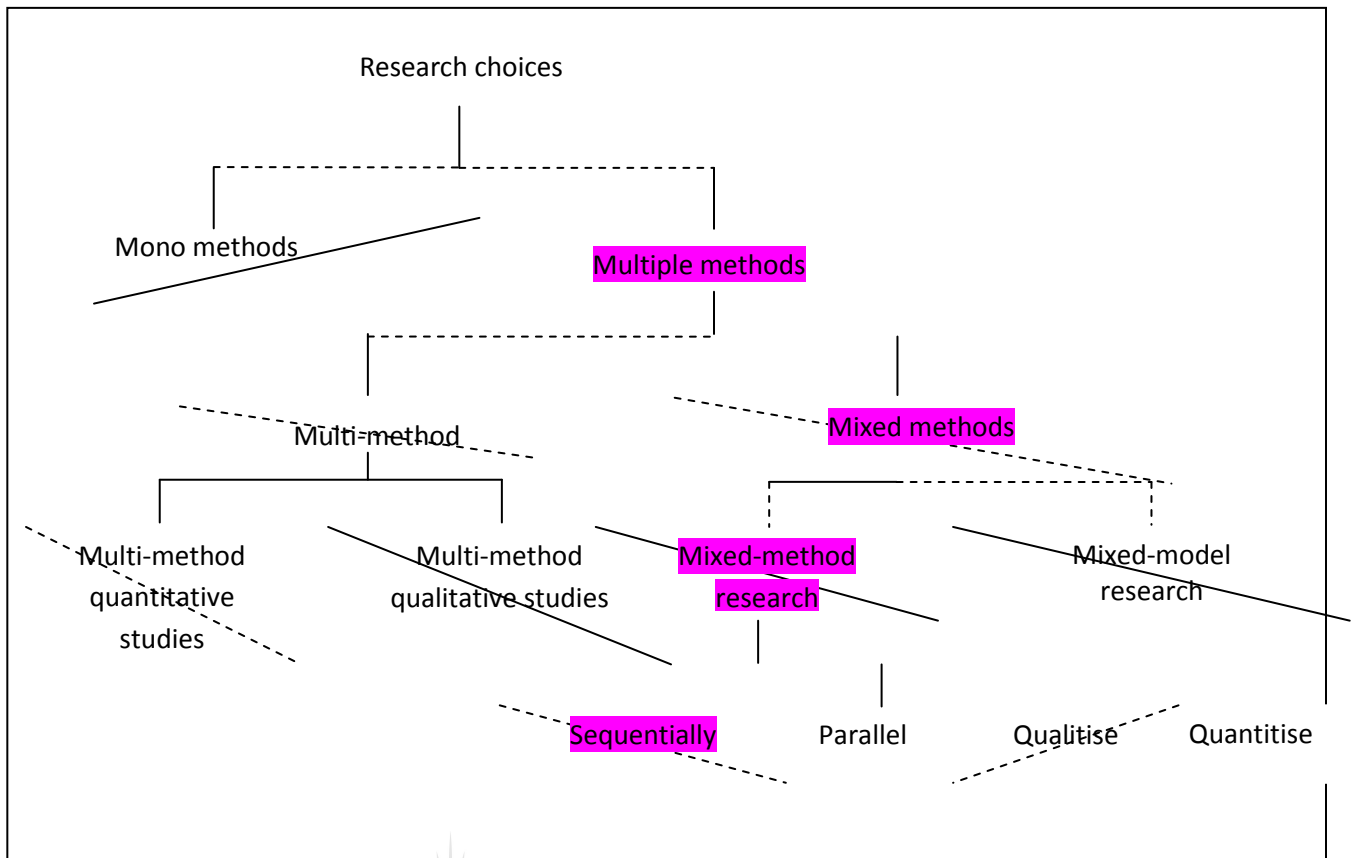 Research choices
Mono methods
Multiple methods
Multi-method
Mixed methods
Multi-method
quantitative
studies
Multi-method
qualitative studies
Mixed-method
research
Mixed-model
research
Sequentially
Parallel
Qualitise
Quantitise